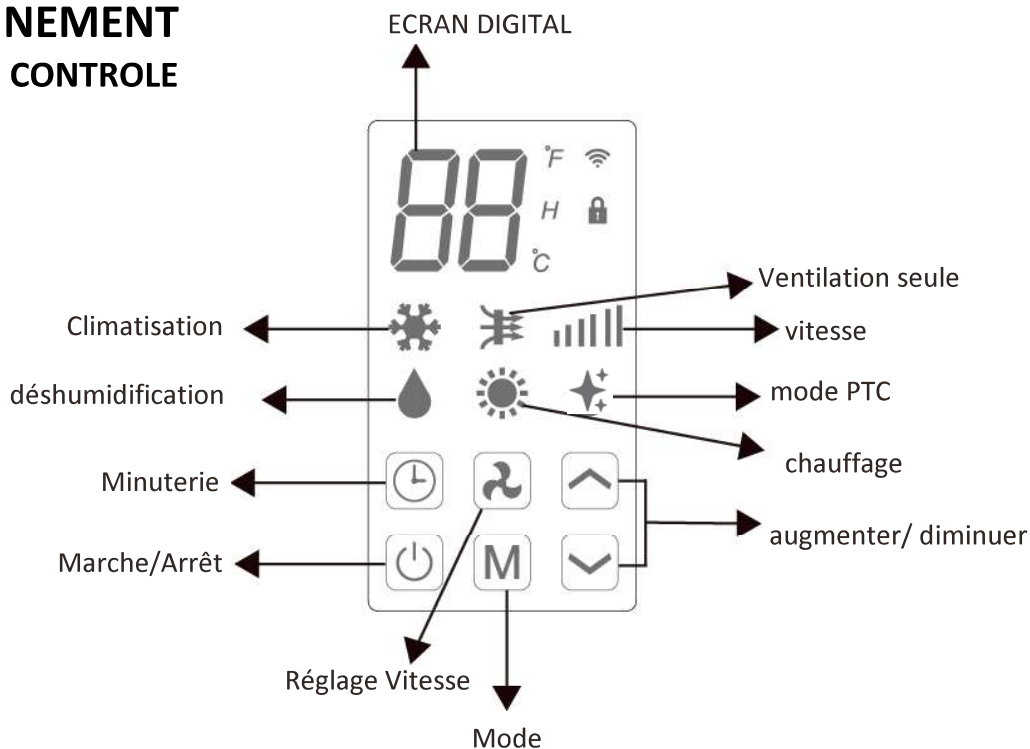 NEMENT
CONTROLE
ECRAN DIGITAL
88 °F
H
°C
Ventilation seule
Climatisation
vitesse
déshumidification
mode PTC
chauffage
Minuterie
augmenter/ diminuer
Marche/Arrêt
M
Réglage Vitesse
Mode